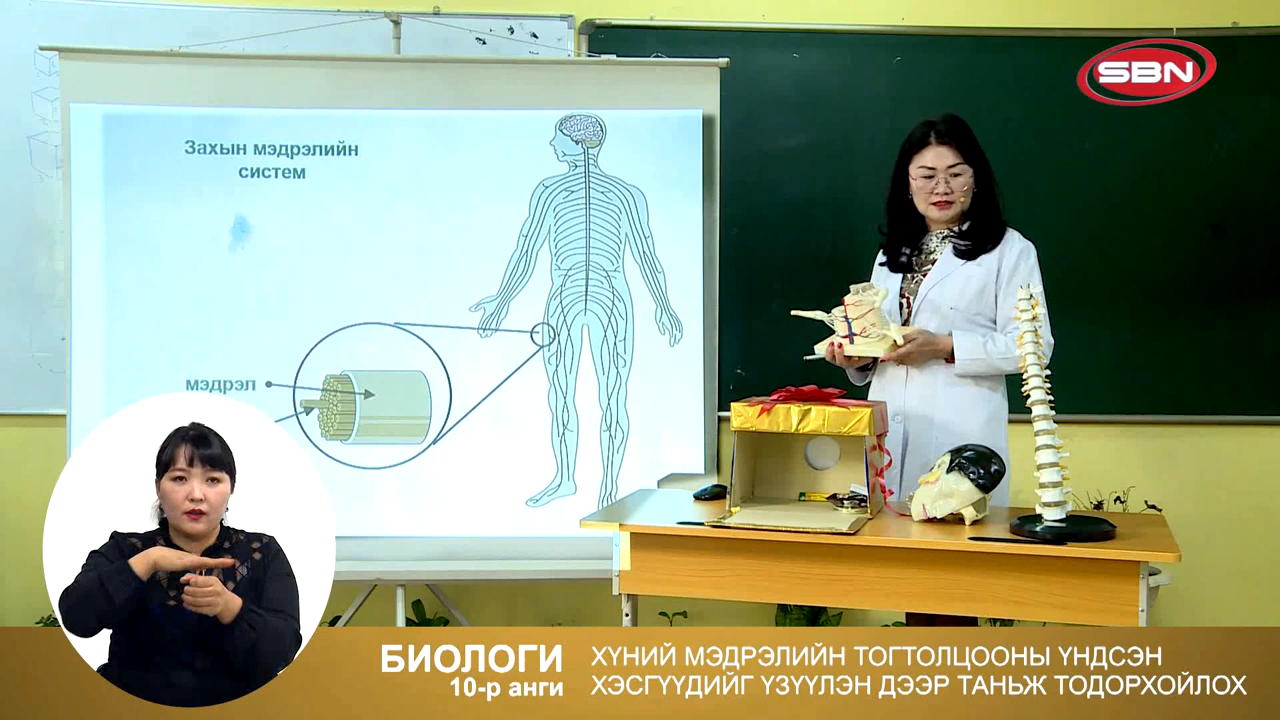 SBN
Захын мэдрэлийн
систем
мэдрэл
БИОЛОГИ
10-р анги
ХҮНИЙ МЭДРЭЛИЙН ТОГТОЛЦООНЫ ҮНДСЭН
ХЭСГҮҮДИЙГ ҮЗҮҮЛЭН ДЭЭР ТАНЬЖ ТОДОРХОЙЛОХ